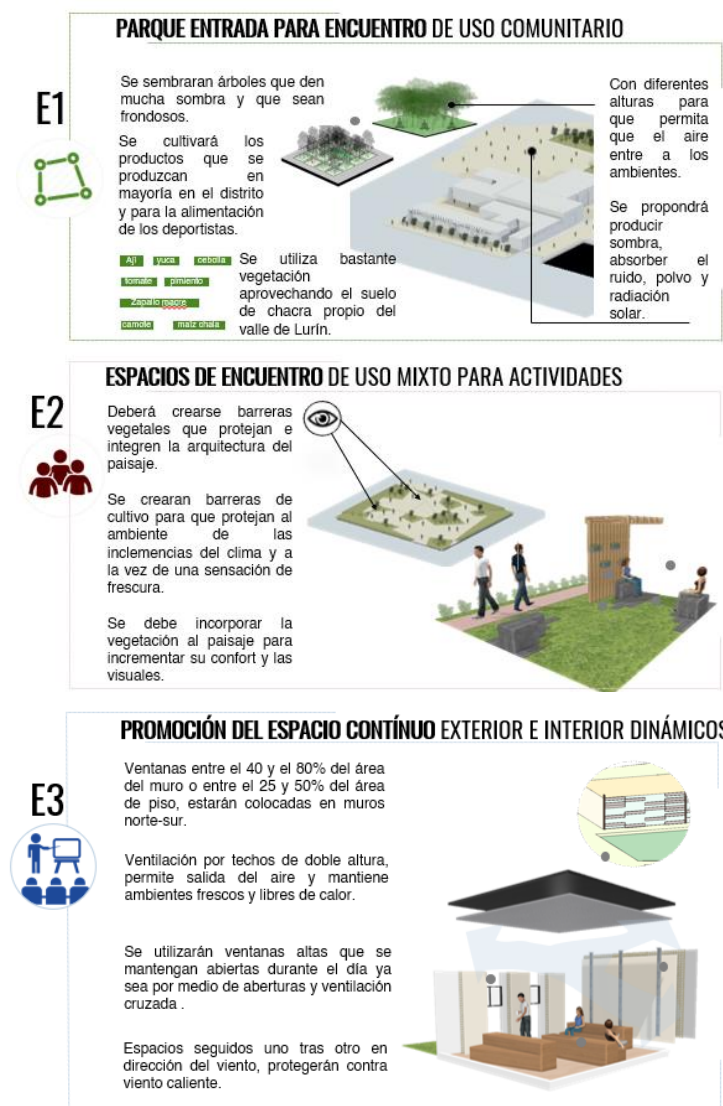 PARQUE ENTRADA PARA ENCUENTRO DE USO COMUNITARIO
E1
Se sembraran árboles que den
mucha sombra y que sean
frondosos.
Se cultivará los
productos que se
produzcan en
mayoría en el distrito
y para la alimentación
de los deportistas.
Ají yuca cebolla
tomate pimiento
Zapallo macre
camote maiz chala
Se utiliza bastante
vegetación
aprovechando el suelo
de chacra propio del
valle de Lurín.
Con diferentes
alturas para
que permita
que el aire
entre a los
ambientes.
Se propondrá
producir
sombra,
absorber el
ruido, polvo y
radiación
solar.
ESPACIOS DE ENCUENTRO DE USO MIXTO PARA ACTIVIDADES
E2
Deberá crearse barreras
vegetales que protejan e
integren la arquitectura del
paisaje.
Se crearan barreras de
cultivo para que protejan al
ambiente de las
inclemencias del clima y a
la vez de una sensación de
frescura.
Se debe incorporar la
vegetación al paisaje para
incrementar su confort y las
visuales.
PROMOCIÓN DEL ESPACIO CONTÍNUO EXTERIOR E INTERIOR DINÁMICOS
E3
Ventanas entre el 40 y el 80% del área
del muro o entre el 25 y 50% del área
de piso, estarán colocadas en muros
norte-sur.
Ventilación por techos de doble altura,
permite salida del aire y mantiene
ambientes frescos y libres de calor.
Se utilizarán ventanas altas que se
mantengan abiertas durante el día ya
sea por medio de aberturas y ventilación
cruzada .
Espacios seguidos uno tras otro en
dirección del viento, protegerán contra
viento caliente.